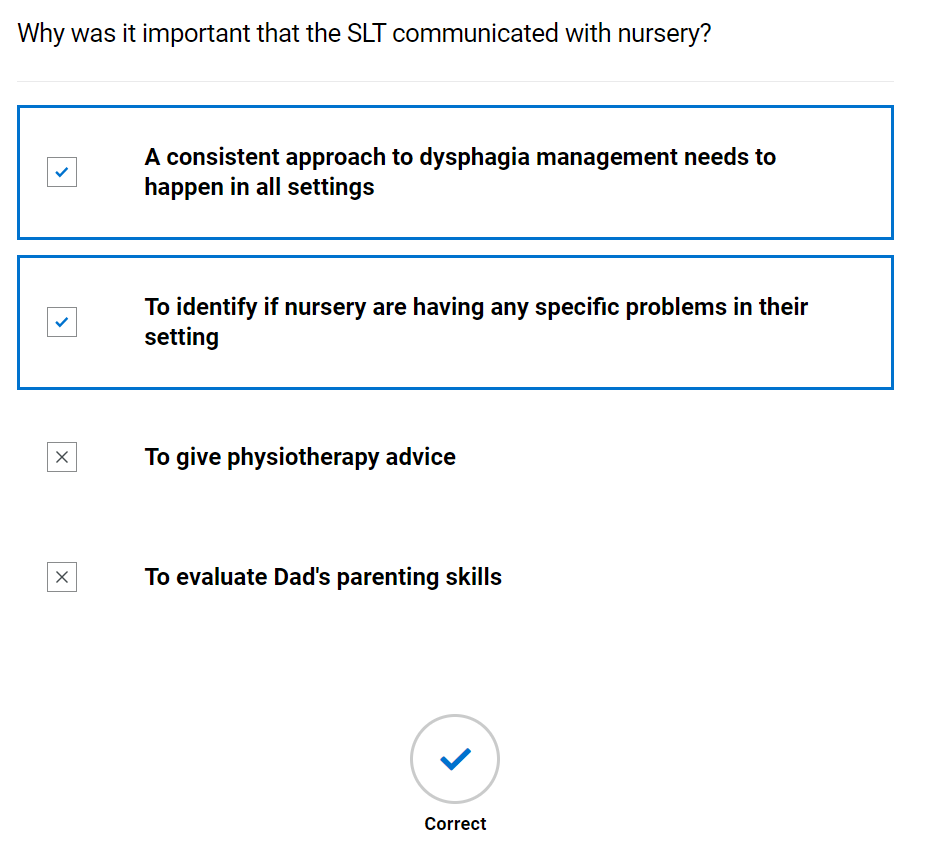 Why was it important that the SLT communicated with nursery?
A consistent approach to dysphagia management needs to
happen in all settings
To identify if nursery are having any specific problems in their
setting
To give physiotherapy advice
To evaluate Dad's parenting skills
Correct